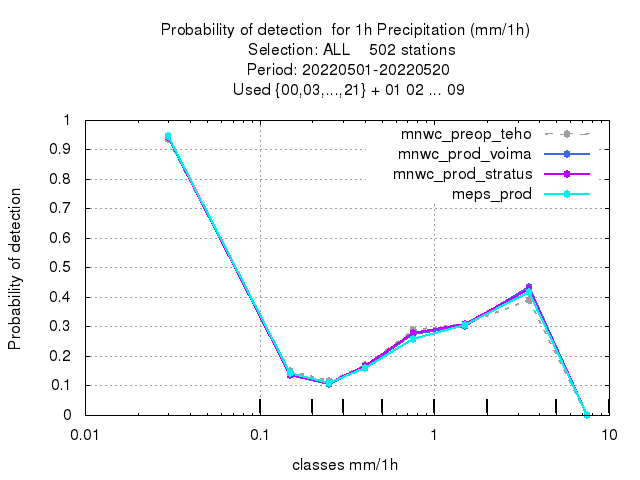 Probability of detection  for 1h Precipitation (mm/1h)
Selection: ALL    502 stations
Period: 20220501-20220520
Used {00,03,...,21} + 01 02 ... 09
mnwc_preop_teho
mnwc_prod_voima
mnwc_prod_stratus
meps_prod
1
0.9
0.8
0.7
0.6
0.5
0.4
0.3
0.2
0.1
0
Probability of detection
0.01 0.1 1 10
classes mm/1h